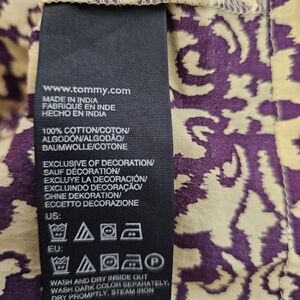 www.tommy.com
MADE IN INDIA
FABRIQUÉ EN INDE
HECHO EN INDIA
100% COTTON/COTON/
ALGODÓN/ALGODÃO/
BAUMWOLLE/COTONE
EXCLUSIVE OF DECORATION/
SAUF DÉCORATION/
EXCLUYE LA DECORACIÓN/
EXCLUINDO DECORAÇÃO/
OHNE DEKORATION/
ECCETTO DECORAZIONE
US:
EU:
WASH AND DRY INSIDE OUT
WASH DARK COLOR SEPARATELY,
DRY PROMPTLY. STEAM IRON